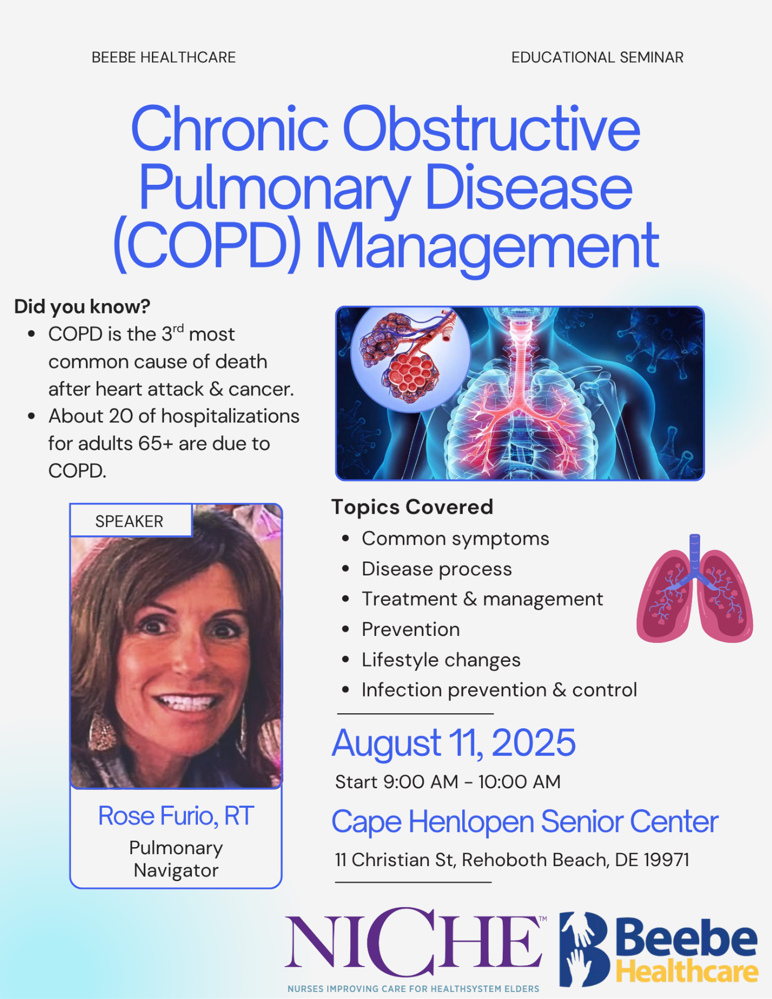 BEEBE HEALTHCARE
EDUCATIONAL SEMINAR
Chronic Obstructive
Pulmonary Disease
(COPD) Management
Did you know?
• COPD is the 3rd most
common cause of death
after heart attack & cancer.
• About 20 of hospitalizations
for adults 65+ are due to
COPD.
SPEAKER
Rose Furio, RT
Pulmonary
Navigator
Topics Covered
• Common symptoms
• Disease process
• Treatment & management
• Prevention
• Lifestyle changes
• Infection prevention & control
August 11, 2025
Start 9:00 AM - 10:00 AM
Cape Henlopen Senior Center
11 Christian St, Rehoboth Beach, DE 19971
NICHE™
NURSES IMPROVING CARE FOR HEALTHSYSTEM ELDERS
Beebe
Healthcare